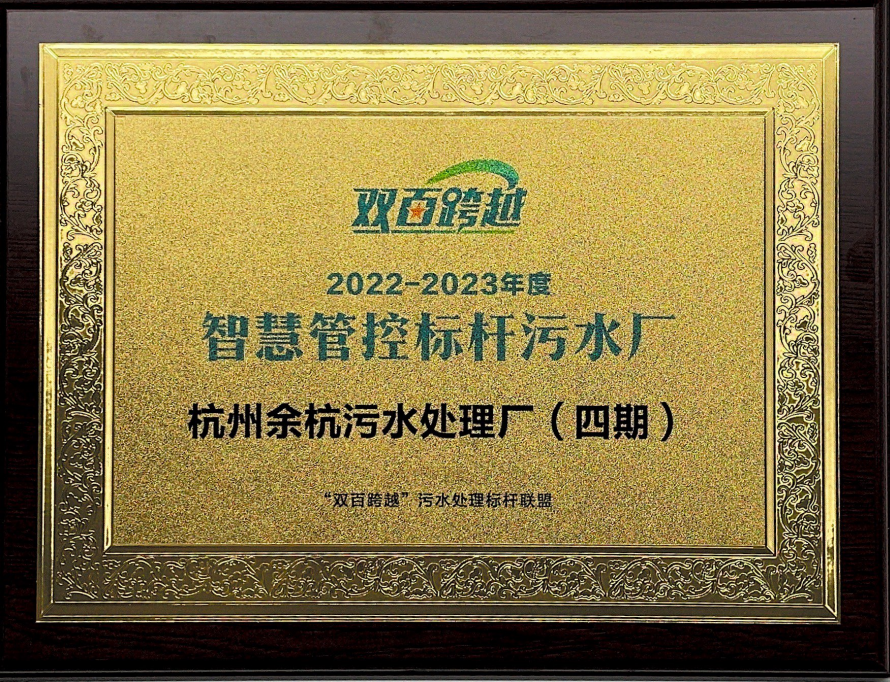 双百跨越
2022-2023年度
智慧管控标杆污水厂
杭州余杭污水处理厂（四期）
“双百跨越”污水处理标杆联盟